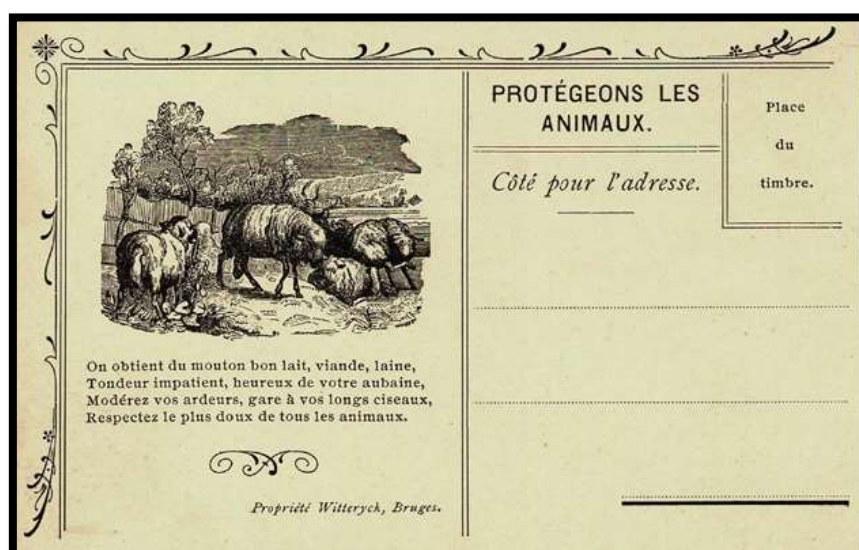 PROTÉGEONS LES
ANIMAUX.
Côté pour l'adresse.
Place
du
timbre.
On obtient du mouton bon lait, viande, laine,
Tondeur impatient, heureux de votre aubaine,
Modérez vos ardeurs, gare à vos longs ciseaux,
Respectez le plus doux de tous les animaux.
Propriété Witteryck, Bruges.